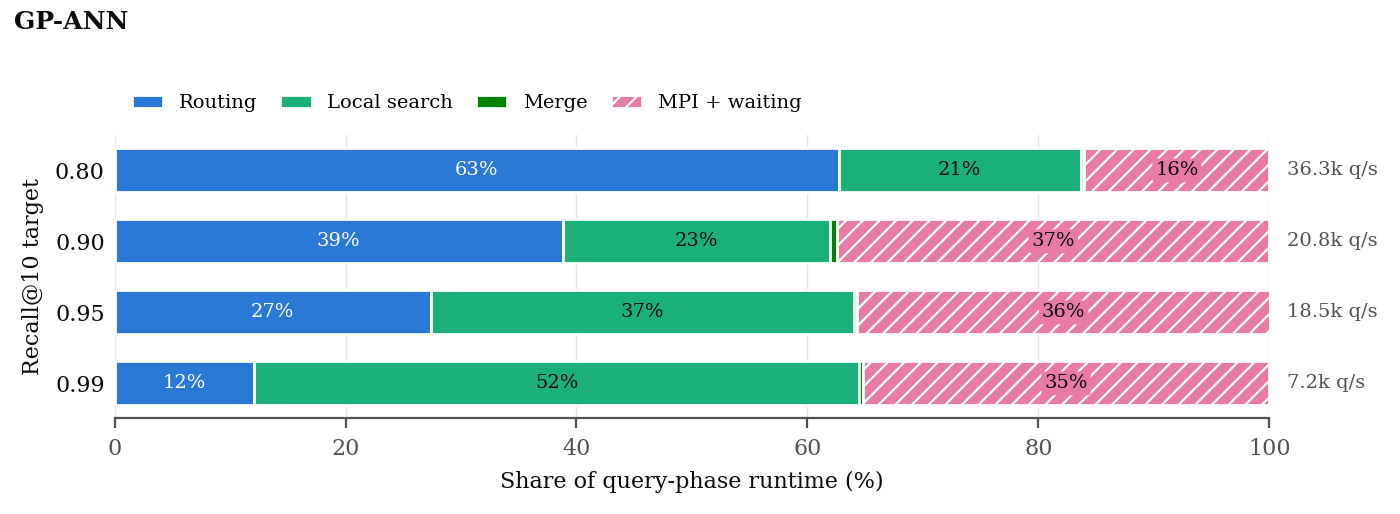 GP-ANN
Routing Local search Merge MPI + waiting
Recall@10 target
0.80 63% 21% 16% 36.3k q/s
0.90 39% 23% 37% 20.8k q/s
0.95 27% 37% 36% 18.5k q/s
0.99 12% 52% 35% 7.2k q/s
0 20 40 60 80 100
Share of query-phase runtime (%)